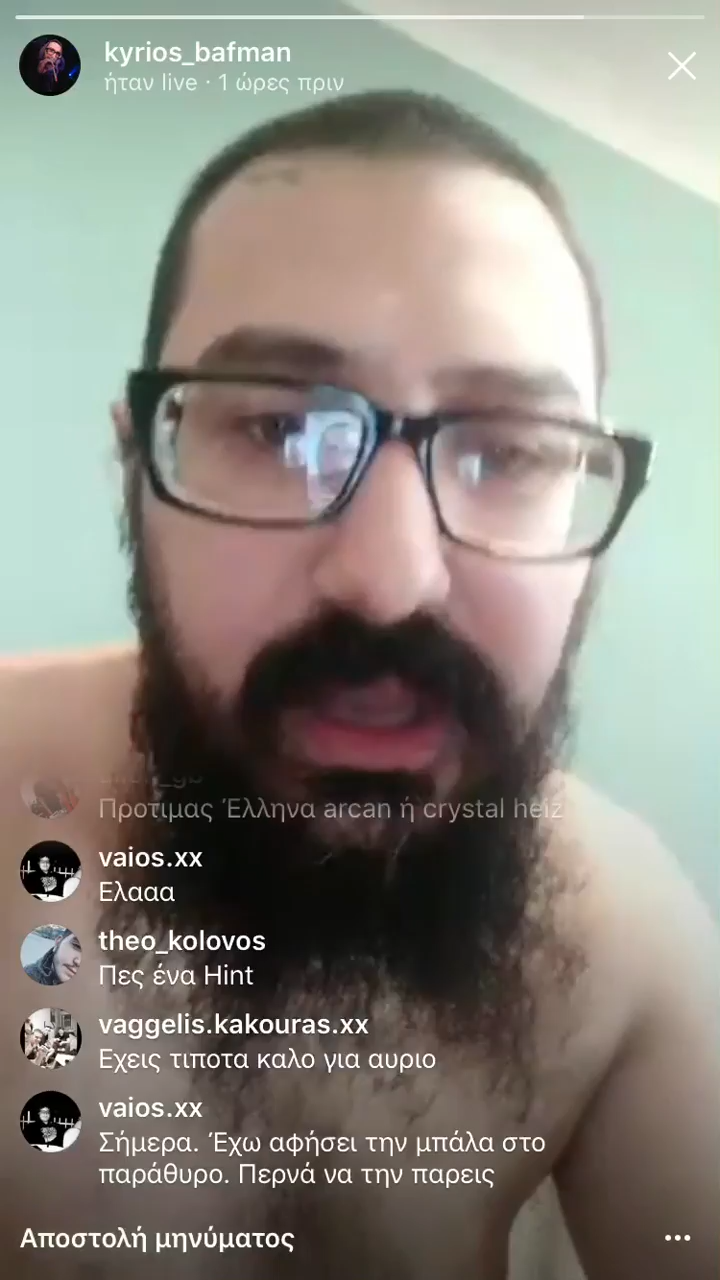 kyrios_bafman
ήταν live · 1 ώρες πριν
Προτιμας Έλληνα arcan ή crystal heiz
vaios.xx
Ελααα
theo_kolovos
Πες ένα Hint
vaggelis.kakouras.xx
Εχεις τιποτα καλο για αυριο
vaios.xx
Σήμερα. Έχω αφήσει την μπάλα στο
παράθυρο. Περνά να την παρεις
Αποστολή μηνύματος